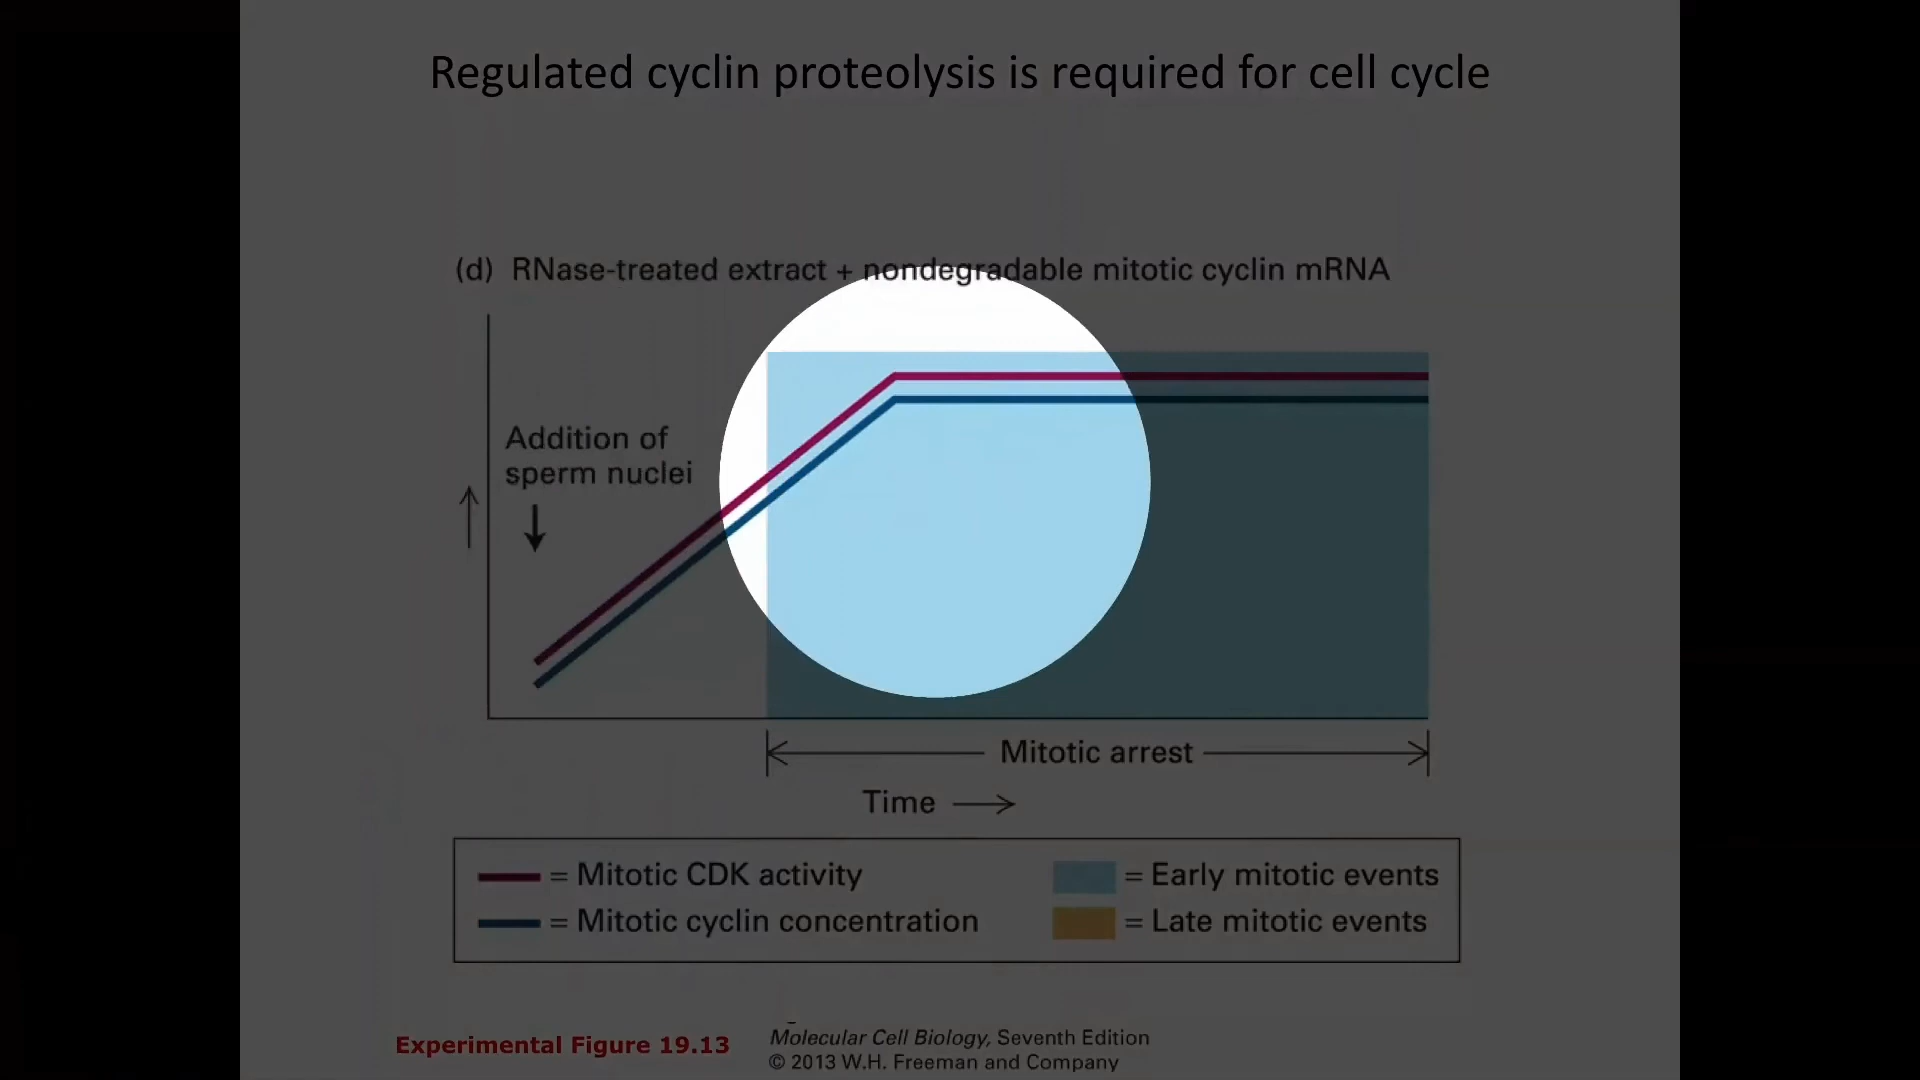 Regulated cyclin proteolysis is required for cell cycle
(d) RNase-treated extract + nondegradable mitotic cyclin mRNA
Addition of
sperm nuclei
Mitotic arrest
Time
= Mitotic CDK activity
= Early mitotic events
= Mitotic cyclin concentration
= Late mitotic events
Experimental Figure 19.13
Molecular Cell Biology, Seventh Edition
© 2013 W.H. Freeman and Company